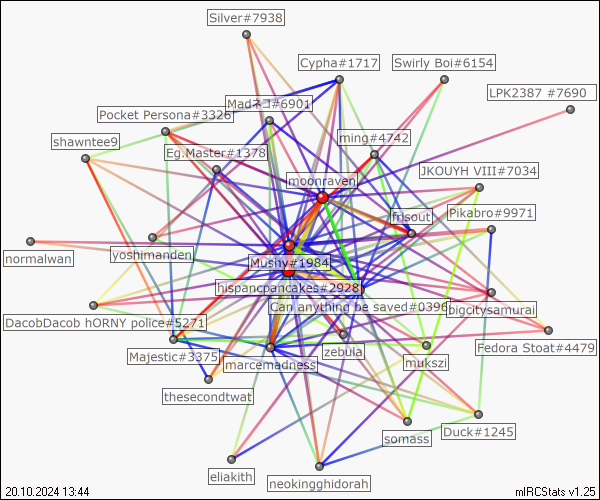 Silver#7938
Cypha#1717
Swirly Boi#6154
LPK2387 #7690
Madネコ#6901
Pocket Persona#3326
ming#4742
shawntee9
Eg.Master#1378
JKOUYH VIII#7034
moonraven
frisout
Pikabro#9971
normalwan
yoshimanden
Mushy#1984
hispancpancakes#2928
Can anything be saved#0396
bigcitysamurai
DacobDacob hORNY police#5271
Fedora Stoat#4479
Majestic#3375
zebula
marcemadness
mukszi
thesecondtwat
Duck#1245
somass
eliakith
neokingghidorah
20.10.2024 13:44
mIRCStats v1.25